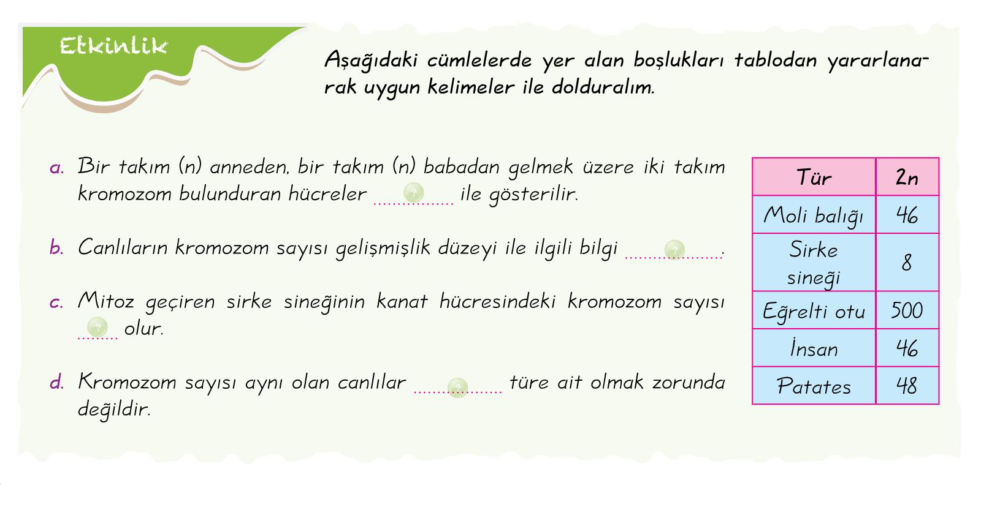 Etkinlik
Aşağıdaki cümlelerde yer alan boşlukları tablodan yararlana-
rak uygun kelimeler ile dolduralım.
a. Bir takım (n) anneden, bir takım (n) babadan gelmek üzere iki takım
kromozom bulunduran hücreler ........ ? ........ ile gösterilir.
b. Canlıların kromozom sayısı gelişmişlik düzeyi ile ilgili bilgi ........ ? ........ .
c. Mitoz geçiren sirke sineğinin kanat hücresindeki kromozom sayısı
.... ? .... olur.
d. Kromozom sayısı aynı olan canlılar ........ ? ........ türe ait olmak zorunda
değildir.
Tür 2n
Moli balığı 46
Sirke
sineği 8
Eğrelti otu 500
İnsan 46
Patates 48